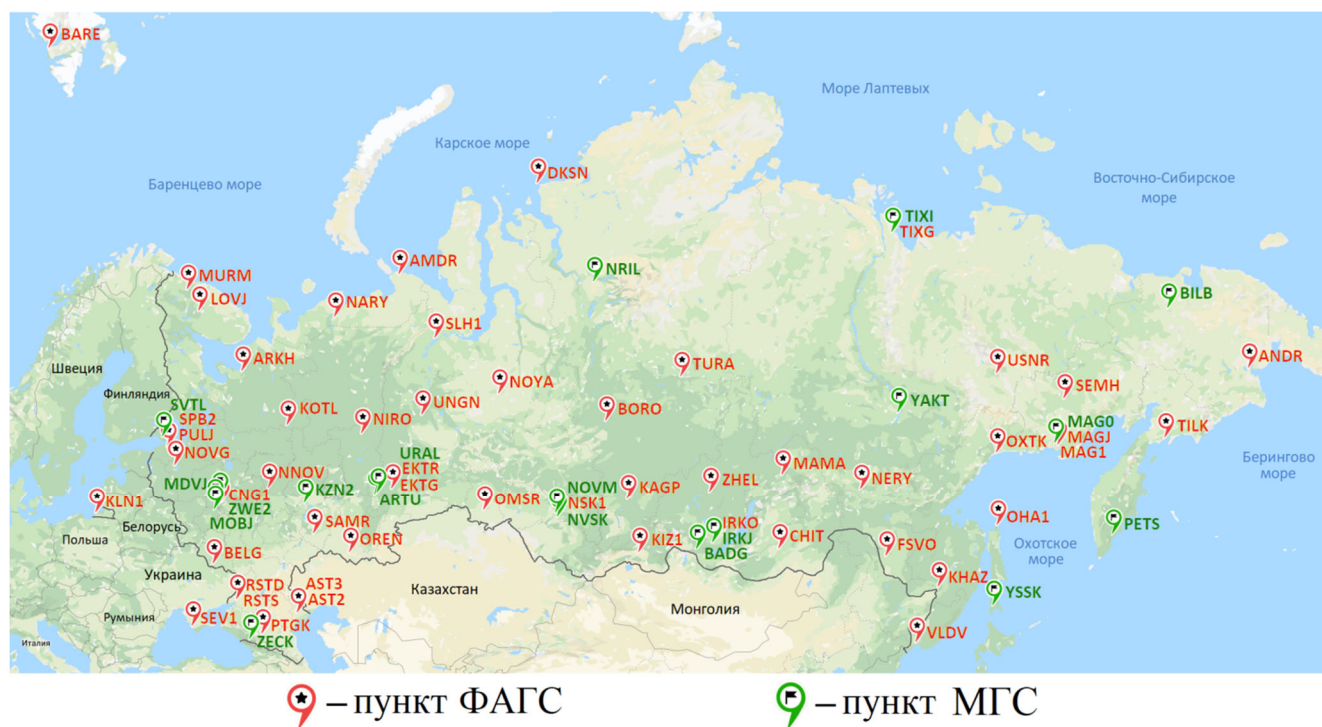 BARE
Море Лаптевых
Карское море
DKSN
Баренцево море
Восточно-Сибирское
море
TIXI
TIXG
AMDR
NRIL
MURM
LOVJ
NARY
BILB
SLH1
ARKH
Швеция
TURA
USNR
ANDR
NOYA
SEMH
Финляндия
UNGN
YAKT
SVTL
SPB2
PULJ
KOTL
NIRO
BORO
MAG0
MAGJ
MAG1
TILK
OXTK
NOVG
URAL
EKTR
EKTG
ARTU
Берингово
море
NNOV
MAMA
NERY
ZHEL
MDVJ
CNG1
ZWE2
MOBJ
KZN2
KLN1
OMSR
NOVM
NSK1
NVSK
KAGP
OHA1
PETS
Белорусь
SAMR
IRKO
IRKJ
BADG
CHIT
Польша
OREN
KIZ1
FSVO
Охотское
море
BELG
Украина
KHAZ
RSTD
RSTS
AST3
AST2
Казахстан
YSSK
Монголия
Румыния
SEV1
PTGK
ZECK
VLDV
Италия
– пункт ФАГС
– пункт МГС